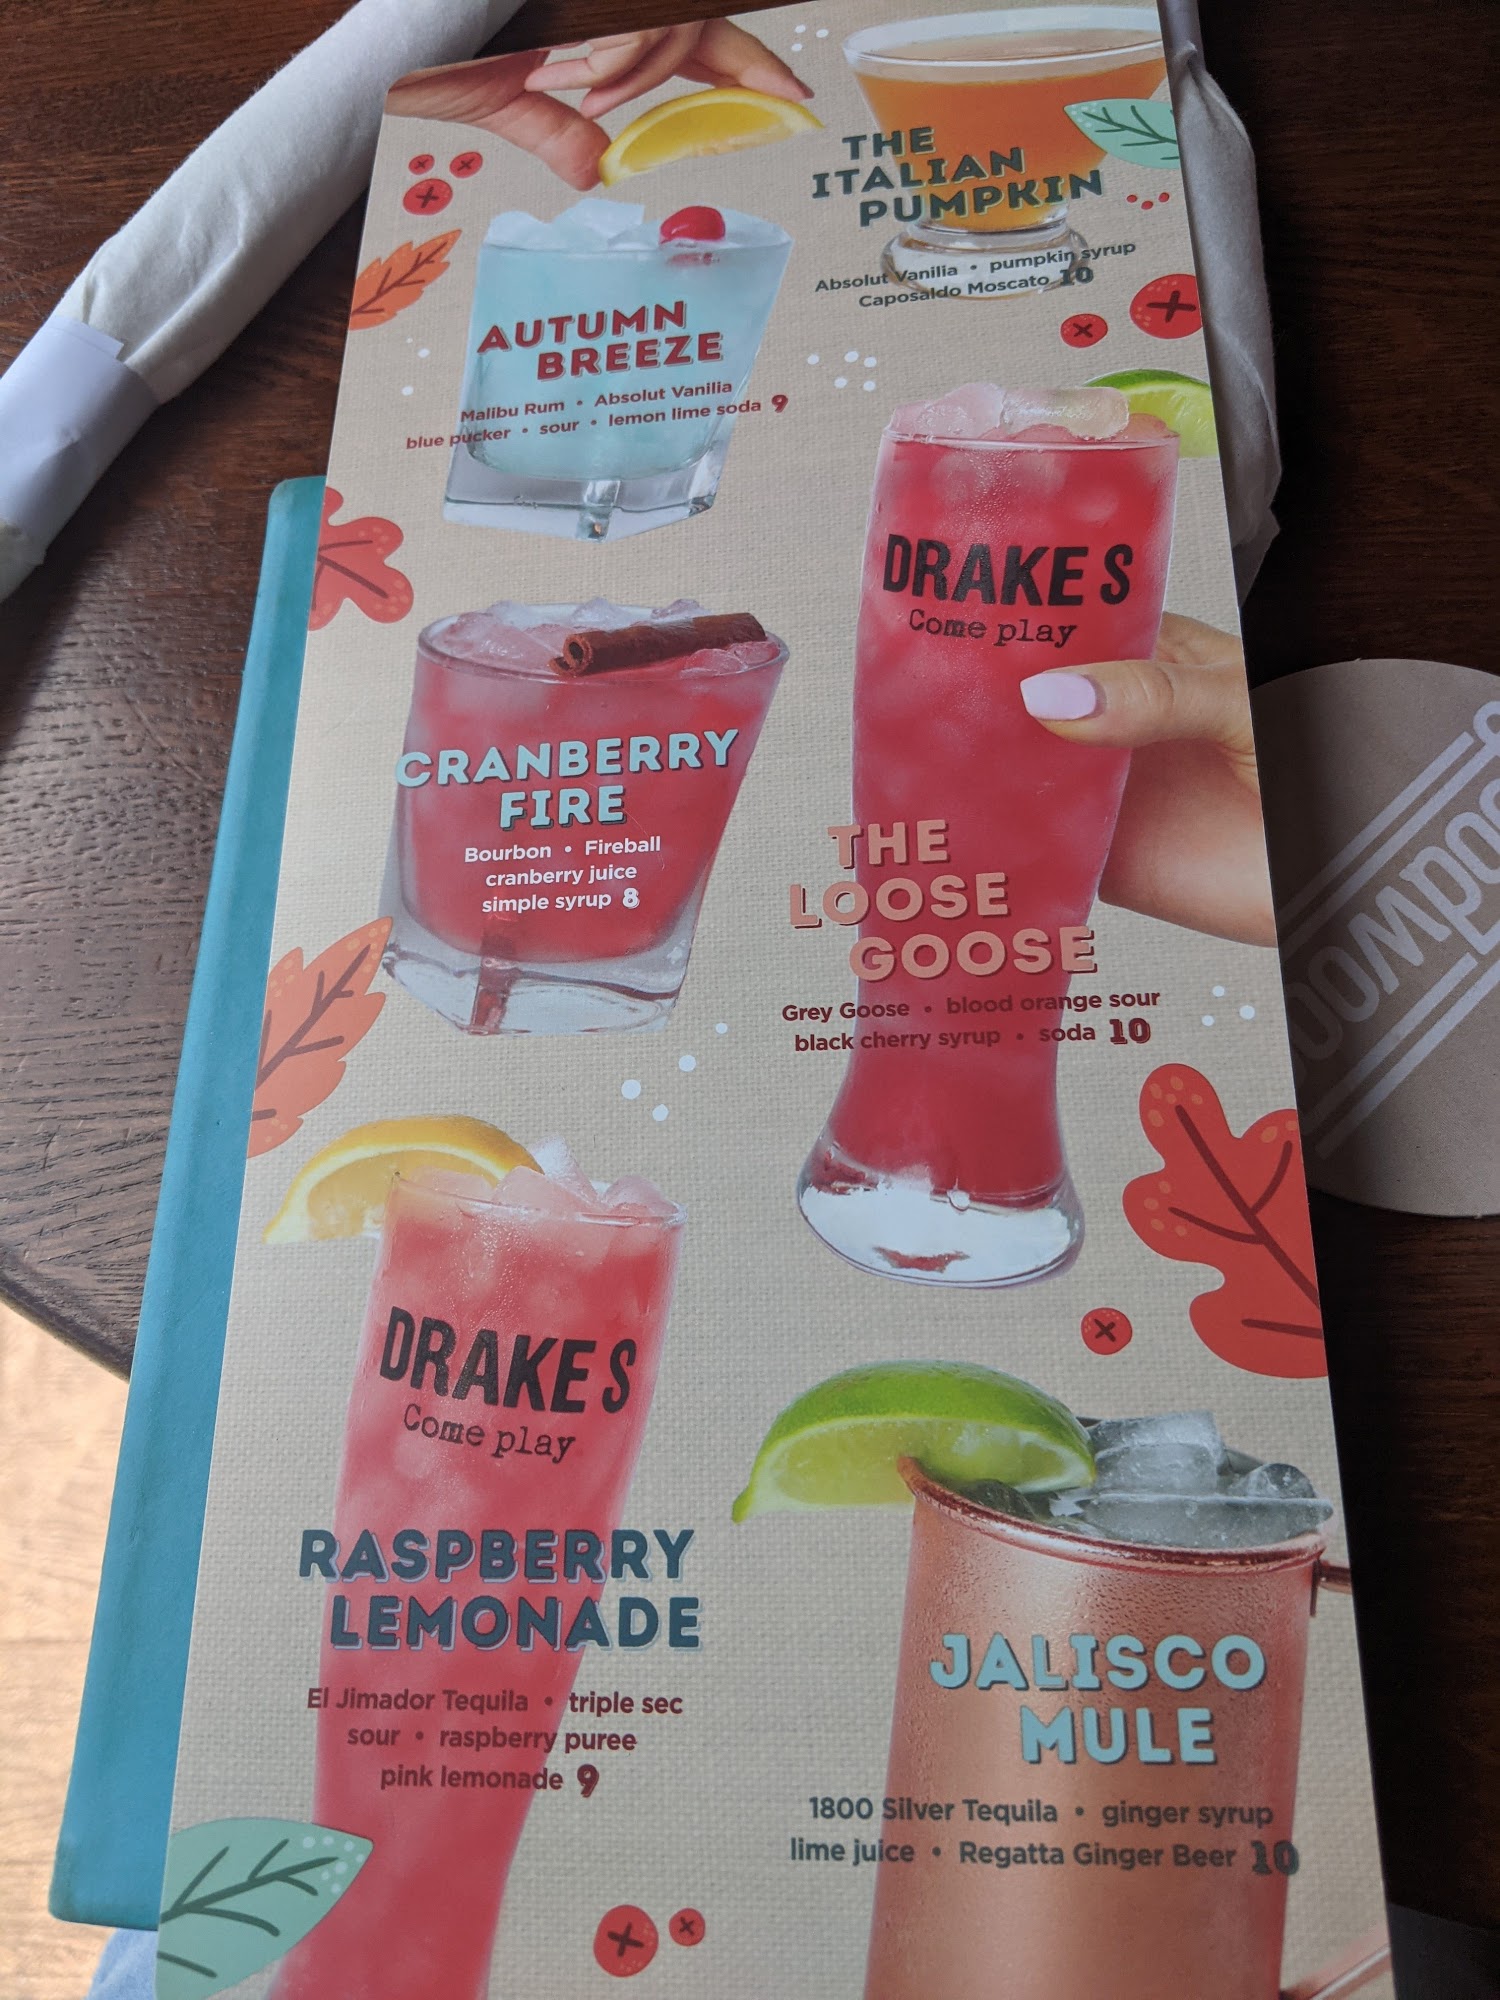 THE
ITALIAN
PUMPKIN
Absolut Vanilia • pumpkin syrup
Caposaldo Moscato 10
AUTUMN
BREEZE
Malibu Rum • Absolut Vanilia
blue pucker • sour • lemon lime soda 9
DRAKE S
Come play
THE
LOOSE
GOOSE
Grey Goose • blood orange sour
black cherry syrup • soda 10
CRANBERRY
FIRE
Bourbon • Fireball
cranberry juice
simple syrup 8
DRAKE S
Come play
RASPBERRY
LEMONADE
El Jimador Tequila • triple sec
sour • raspberry puree
pink lemonade 9
JALISCO
MULE
1800 Silver Tequila • ginger syrup
lime juice • Regatta Ginger Beer 10